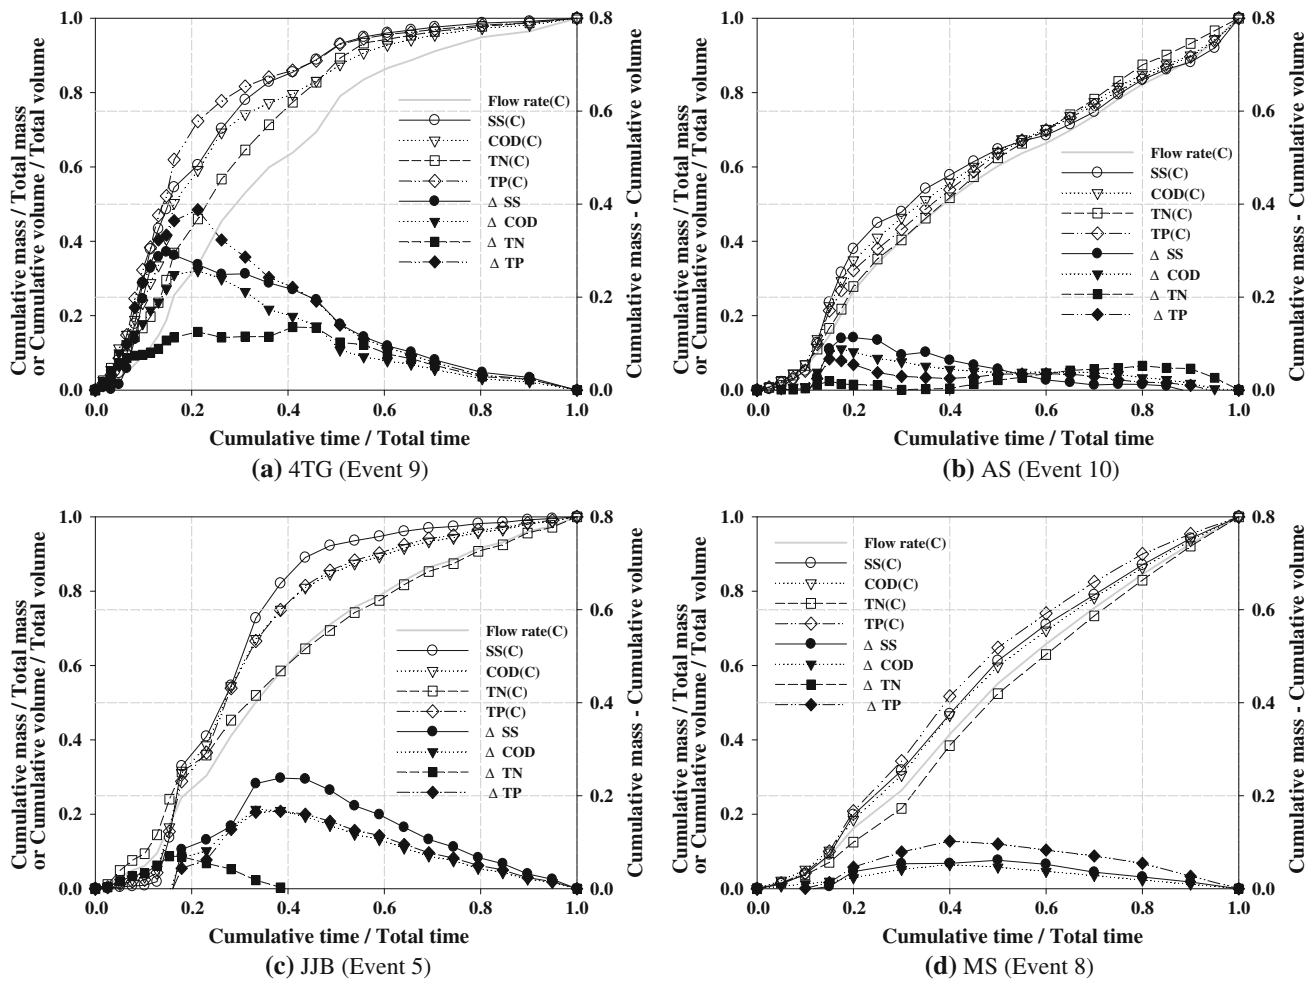 1.0
0.8
0.6
0.4
0.2
0.0
0.8
0.6
0.4
0.2
0.0
0.0 0.2 0.4 0.6 0.8 1.0
Cumulative mass / Total mass
or Cumulative volume / Total volume
Cumulative mass - Cumulative volume
Flow rate(C)
SS(C)
COD(C)
TN(C)
TP(C)
Δ SS
Δ COD
Δ TN
Δ TP
Cumulative time / Total time
(a) 4TG (Event 9)
1.0
0.8
0.6
0.4
0.2
0.0
0.8
0.6
0.4
0.2
0.0
0.0 0.2 0.4 0.6 0.8 1.0
Cumulative mass / Total mass
or Cumulative volume / Total volume
Cumulative mass - Cumulative volume
Flow rate(C)
SS(C)
COD(C)
TN(C)
TP(C)
Δ SS
Δ COD
Δ TN
Δ TP
Cumulative time / Total time
(b) AS (Event 10)
1.0
0.8
0.6
0.4
0.2
0.0
0.8
0.6
0.4
0.2
0.0
0.0 0.2 0.4 0.6 0.8 1.0
Cumulative mass / Total mass
or Cumulative volume / Total volume
Cumulative mass - Cumulative volume
Flow rate(C)
SS(C)
COD(C)
TN(C)
TP(C)
Δ SS
Δ COD
Δ TN
Δ TP
Cumulative time / Total time
(c) JJB (Event 5)
1.0
0.8
0.6
0.4
0.2
0.0
0.8
0.6
0.4
0.2
0.0
0.0 0.2 0.4 0.6 0.8 1.0
Cumulative mass / Total mass
or Cumulative volume / Total volume
Cumulative mass - Cumulative volume
Flow rate(C)
SS(C)
COD(C)
TN(C)
TP(C)
Δ SS
Δ COD
Δ TN
Δ TP
Cumulative time / Total time
(d) MS (Event 8)